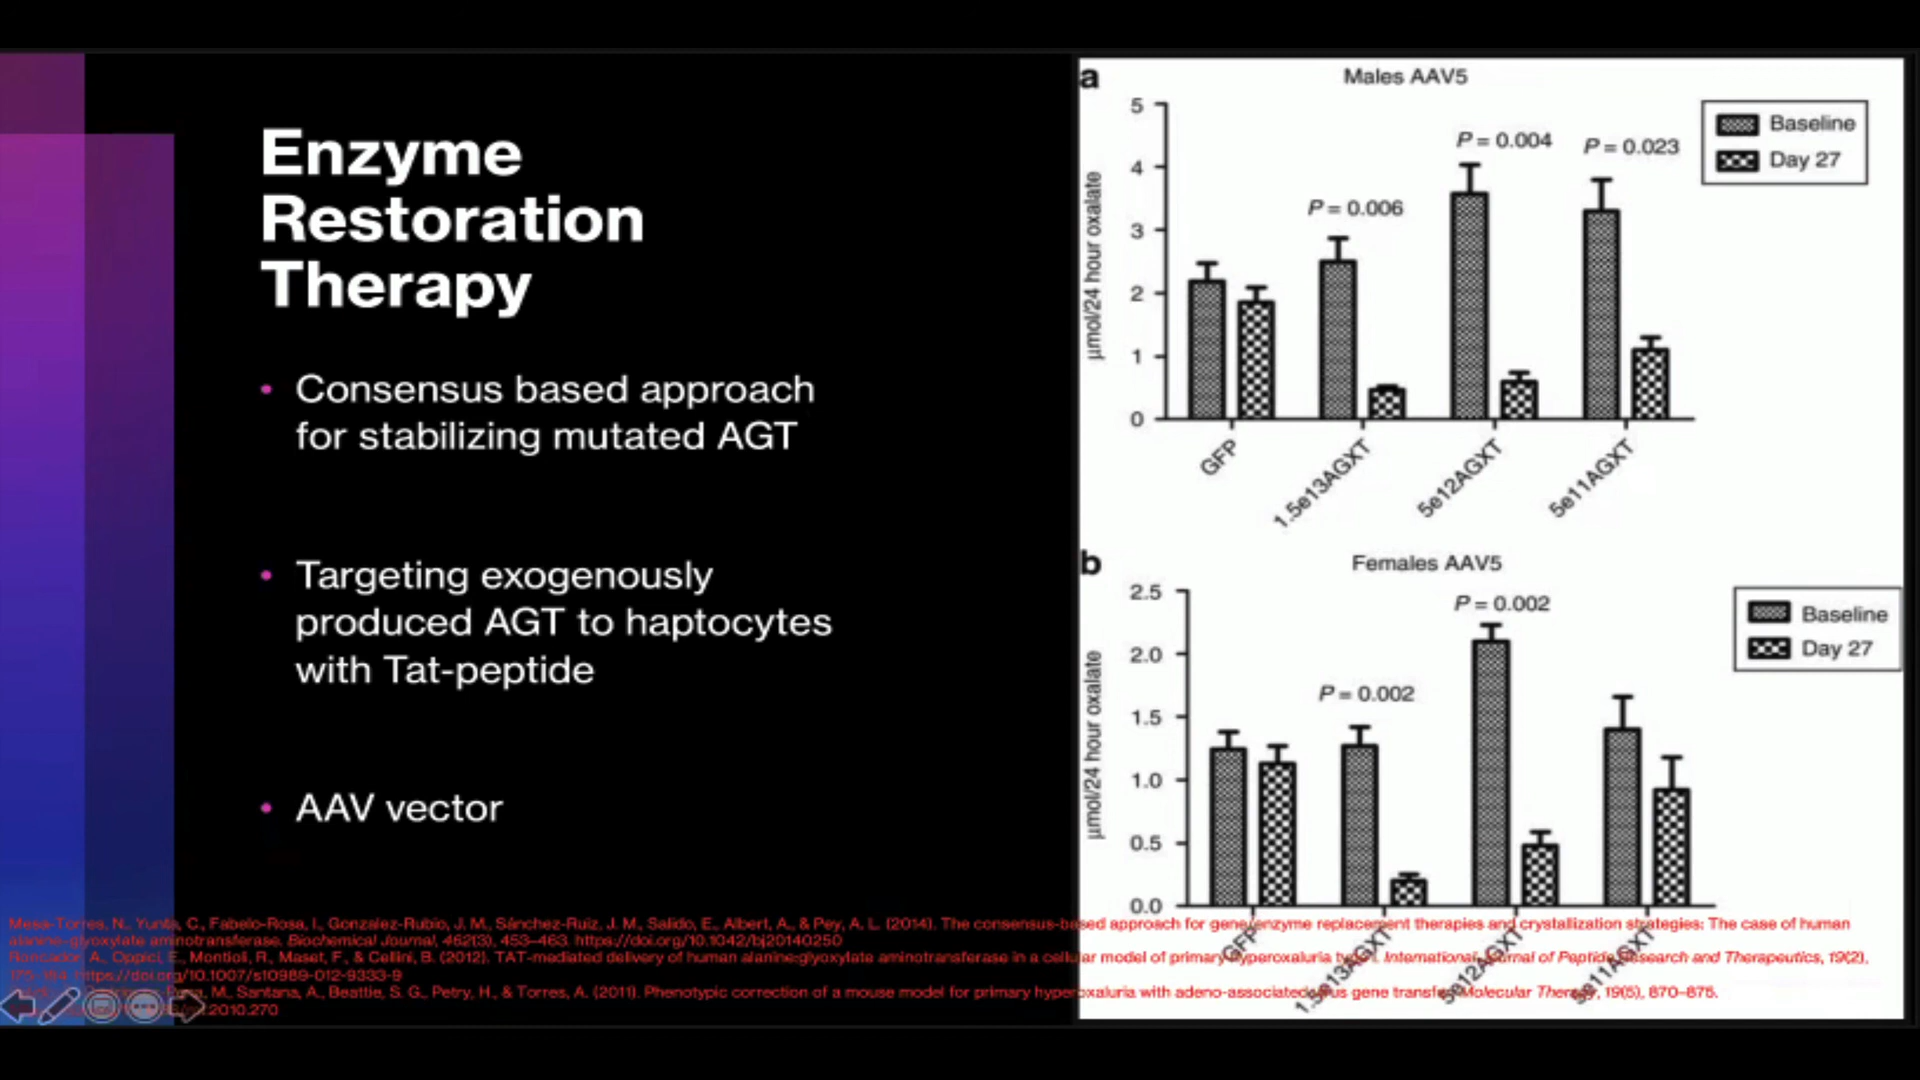 Enzyme
Restoration
Therapy
• Consensus based approach
for stabilizing mutated AGT
• Targeting exogenously
produced AGT to haptocytes
with Tat-peptide
• AAV vector
a
Males AAV5
5
4
3
2
1
0
µmol/24 hour oxalate
P = 0.006
P = 0.004
P = 0.023
Baseline
Day 27
GFP
1.5e13AGXT
5e12AGXT
5e11AGXT
b
Females AAV5
2.5
2.0
1.5
1.0
0.5
0.0
µmol/24 hour oxalate
P = 0.002
P = 0.002
Baseline
Day 27
GFP
1.5e13AGXT
5e12AGXT
5e11AGXT
Mesa-Torres, N., Yunta, C., Fabelo-Rosa, I., Gonzalez-Rubio, J. M., Sánchez-Ruiz, J. M., Salido, E., Albert, A., & Pey, A. L. (2014). The consensus-based approach for gene/enzyme replacement therapies and crystallization strategies: The case of human
alanine-glyoxylate aminotransferase. Biochemical Journal, 462(3), 453–463. https://doi.org/10.1042/bj20140250
Roncador, A., Oppici, E., Montioli, R., Maset, F., & Cellini, B. (2012). TAT-mediated delivery of human alanine:glyoxylate aminotransferase in a cellular model of primary hyperoxaluria type I. International Journal of Peptide Research and Therapeutics, 19(2),
175–184. https://doi.org/10.1007/s10989-012-9333-9
M., Santana, A., Beattie, S. G., Petry, H., & Torres, A. (2011). Phenotypic correction of a mouse model for primary hyperoxaluria with adeno-associated virus gene transfer. Molecular Therapy, 19(5), 870–875.
2010.270